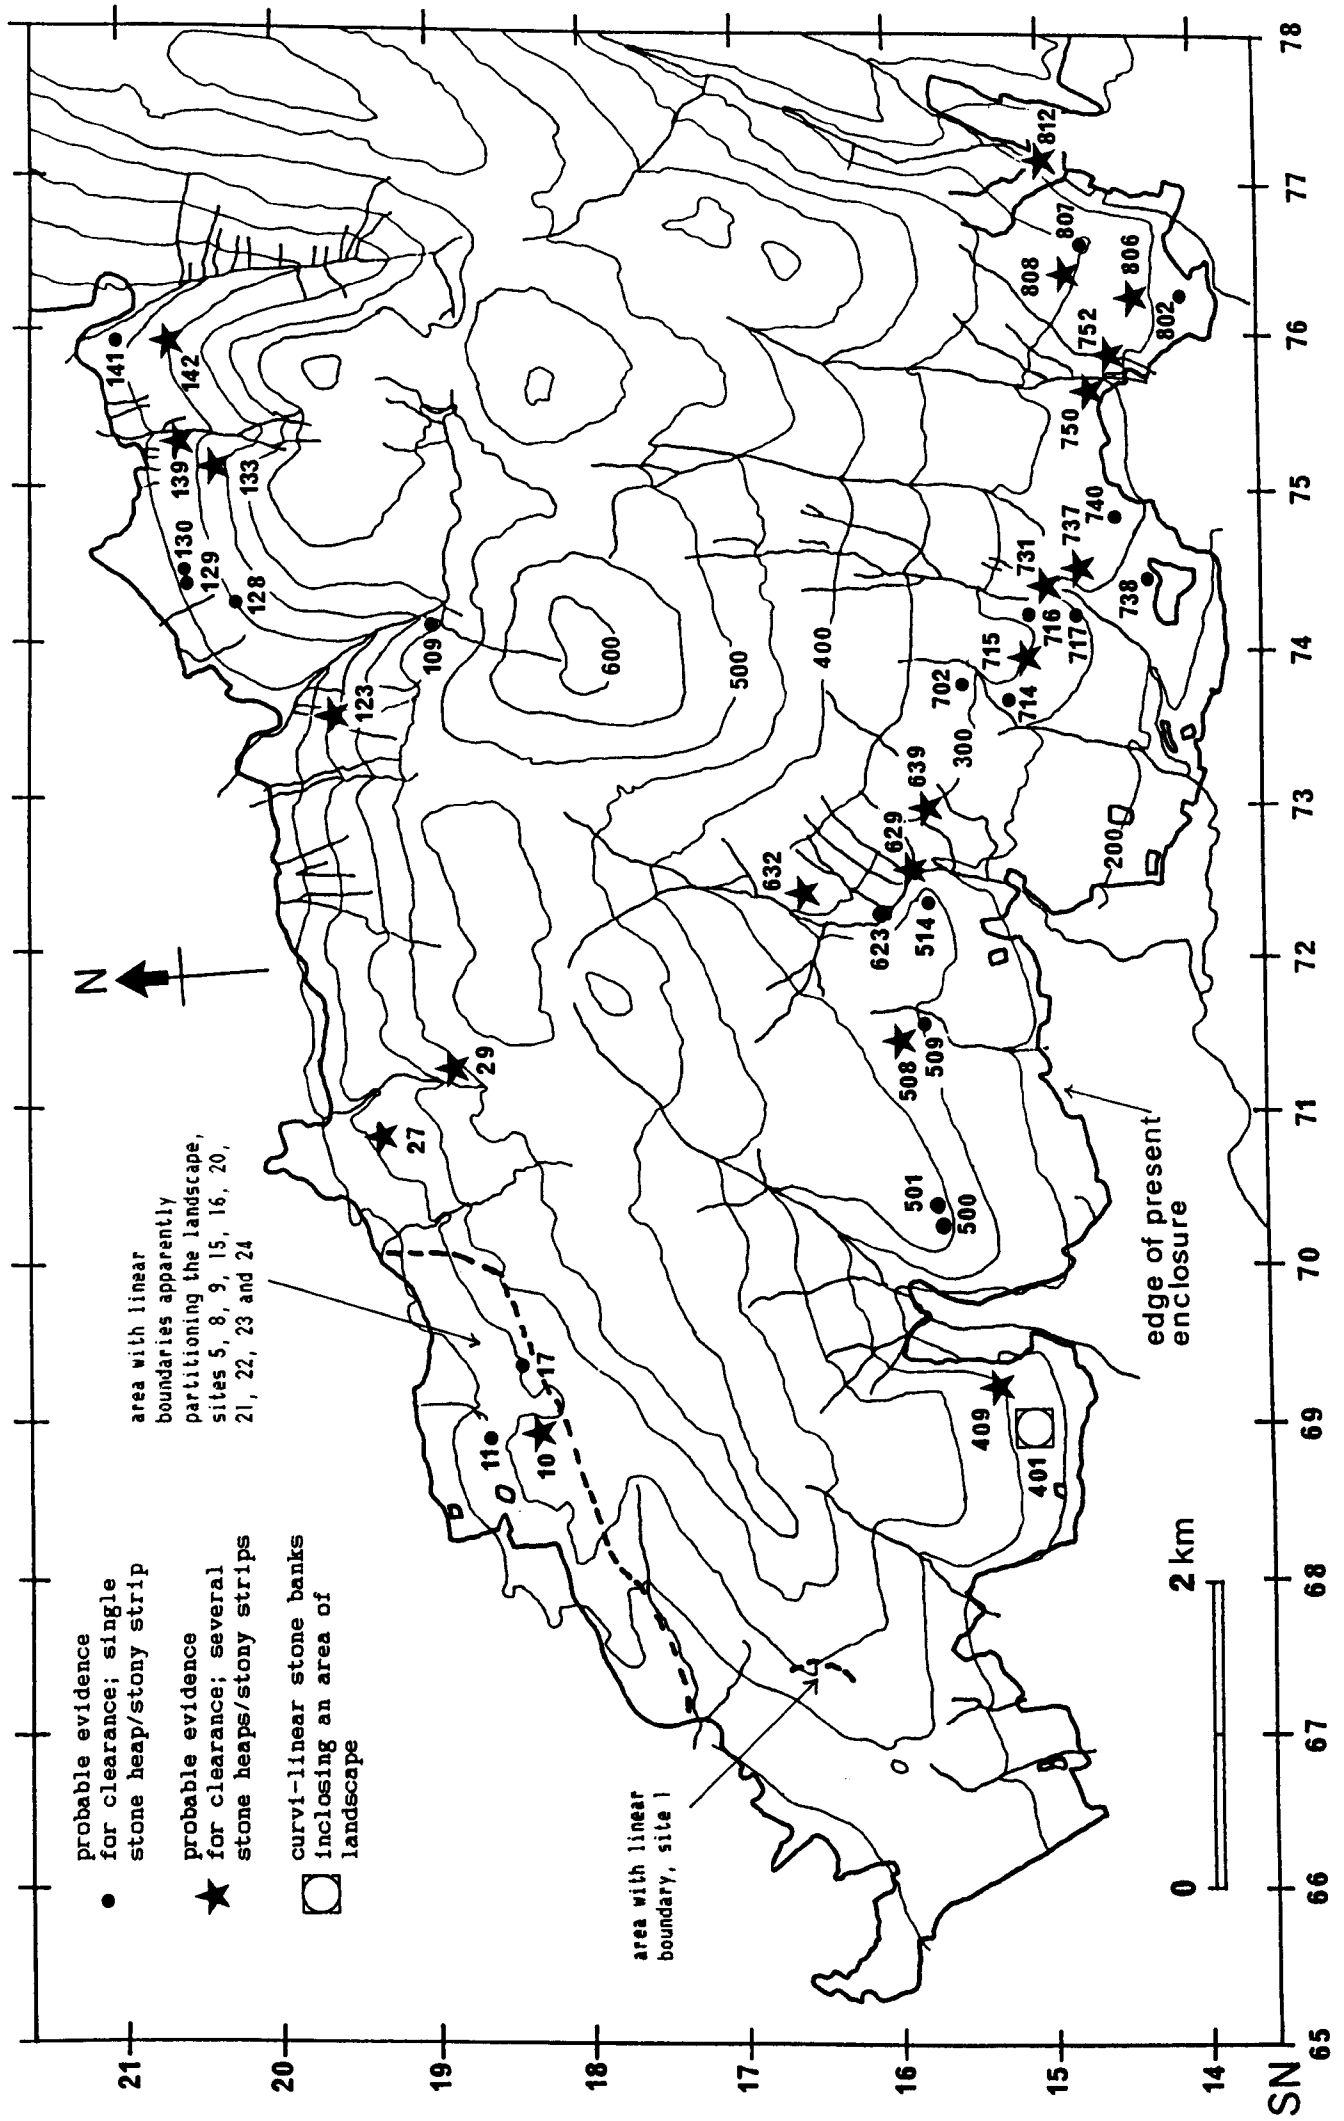 probable evidence
for clearance; single
stone heap/stony strip
probable evidence
for clearance; several
stone heaps/stony strips
curvi-linear stone banks
inclosing an area of
landscape
area with linear
boundaries apparently
partitioning the landscape,
sites 5, 8, 9, 15, 16, 20,
21, 22, 23 and 24
area with linear
boundary, site 1
edge of present
enclosure
N
0 2 km
11
10
17
27
29
123
109
128
129
130
133
139
142
141
600
500
400
300
200
401
409
500
501
508
509
514
623
629
632
639
702
714
715
716
717
731
737
738
740
750
752
802
806
807
808
812
21
20
19
18
17
16
15
14
SN
65 66 67 68 69 70 71 72 73 74 75 76 77 78